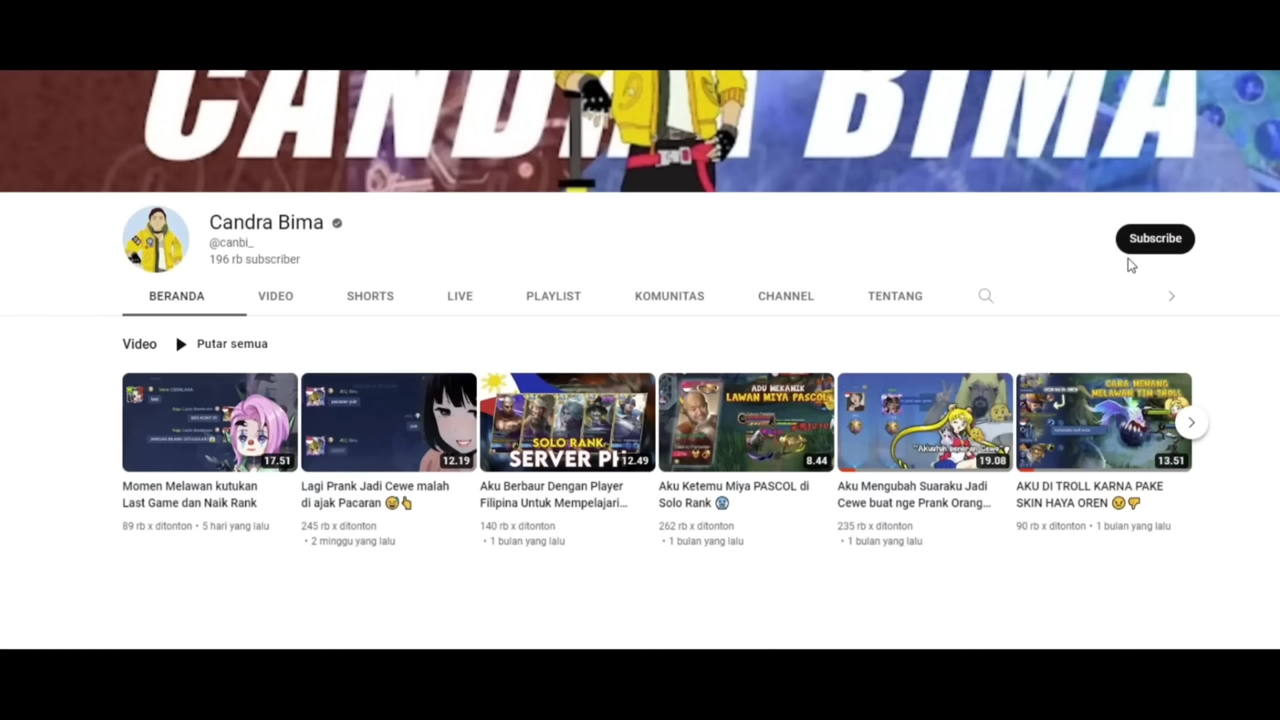 CANDRA BIMA
Candra Bima
@canbi_
196 rb subscriber
Subscribe
BERANDA
VIDEO
SHORTS
LIVE
PLAYLIST
KOMUNITAS
CHANNEL
TENTANG
Video
Putar semua
17.51
12.19
SOLO RANK
SERVER PH
12.49
ADU MEKANIK
LAWAN MIYA PASCOL
8.44
19.08
CARA MENANG
MELAWAN TIM TROLL
13.51
Momen Melawan kutukan
Last Game dan Naik Rank
89 rb x ditonton • 5 hari yang lalu
Lagi Prank Jadi Cewe malah
di ajak Pacaran 😅👆
245 rb x ditonton
• 2 minggu yang lalu
Aku Berbaur Dengan Player
Filipina Untuk Mempelajari...
140 rb x ditonton
• 1 bulan yang lalu
Aku Ketemu Miya PASCOL di
Solo Rank 😰
262 rb x ditonton
• 1 bulan yang lalu
Aku Mengubah Suaraku Jadi
Cewe buat nge Prank Orang...
235 rb x ditonton
• 1 bulan yang lalu
AKU DI TROLL KARNA PAKE
SKIN HAYA OREN 😥👎
90 rb x ditonton • 1 bulan yang lalu